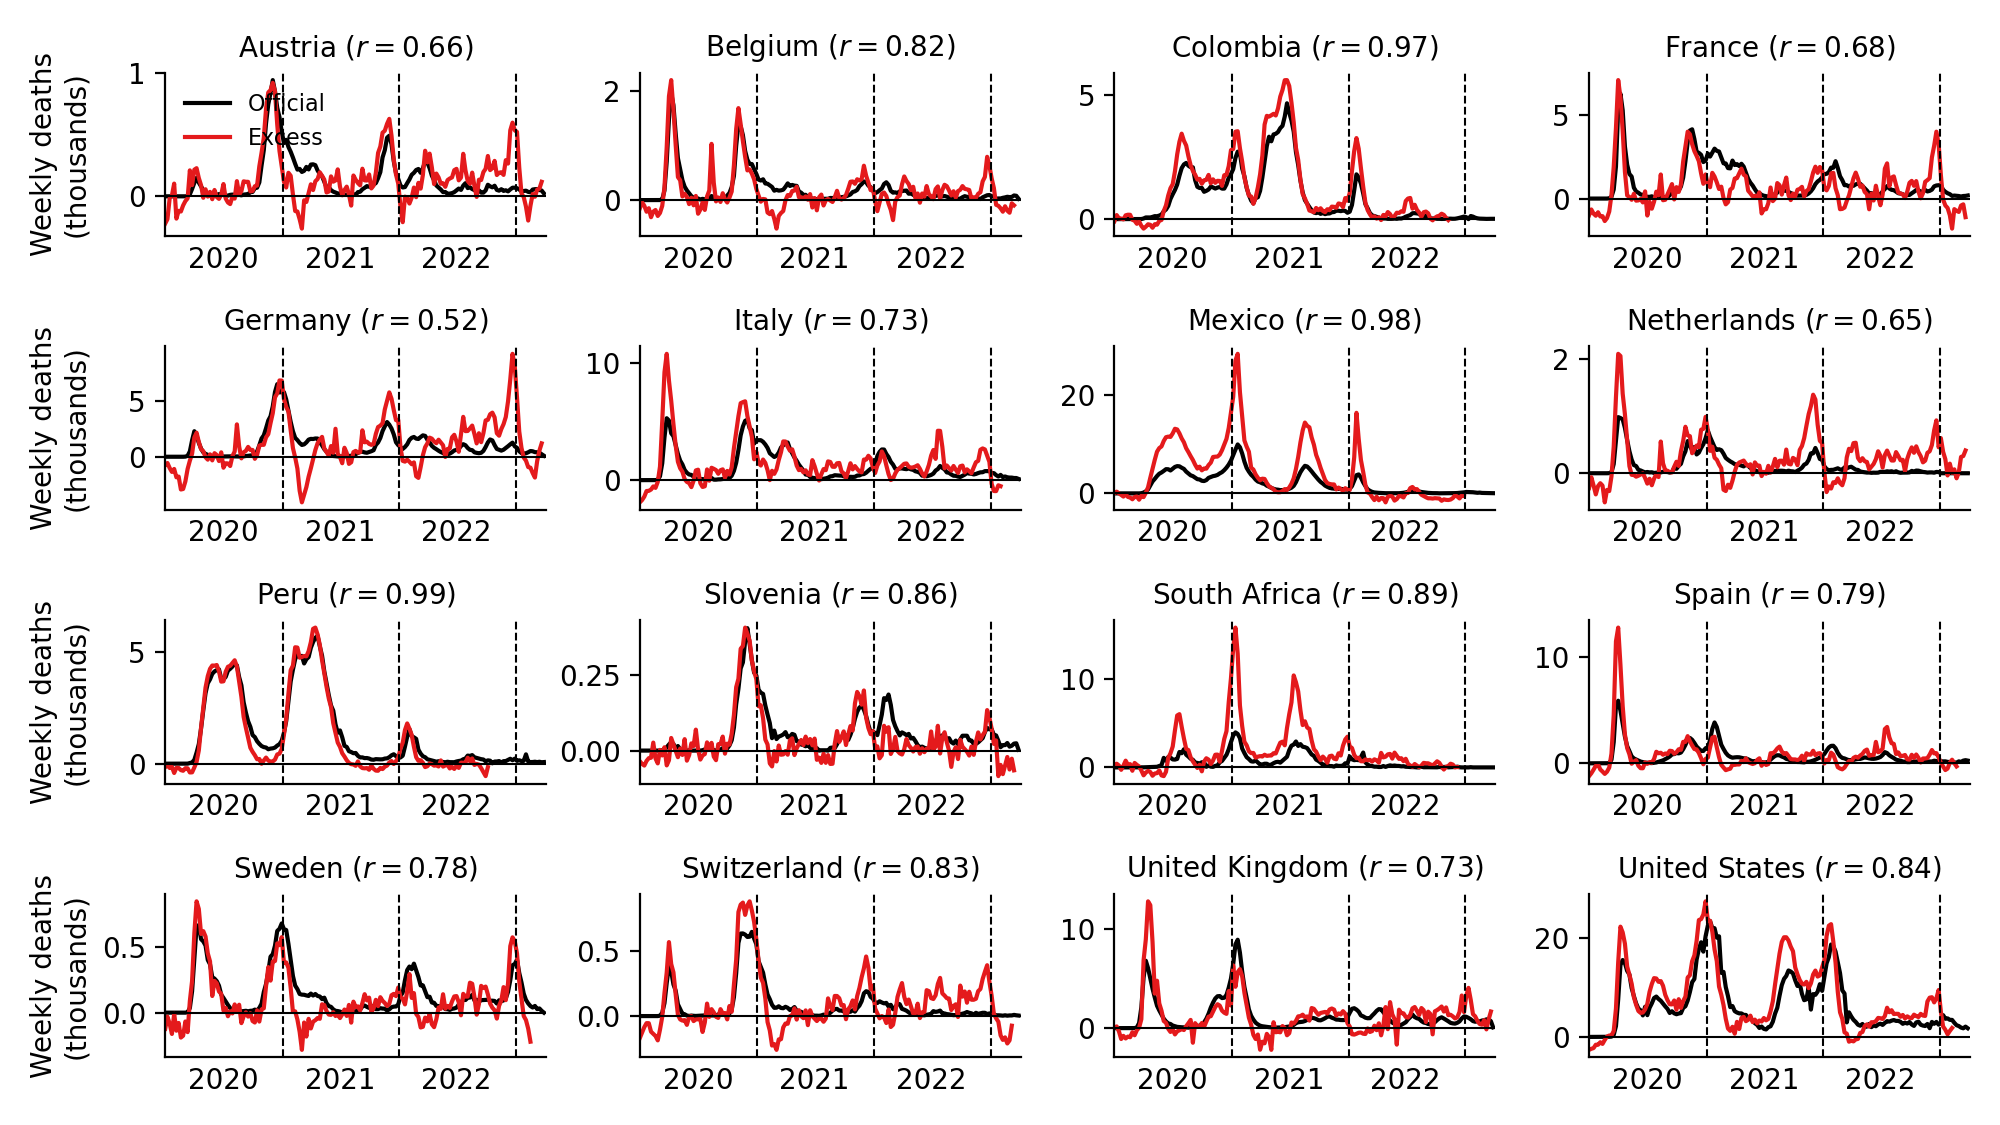 Austria (r = 0.66)
Belgium (r = 0.82)
Colombia (r = 0.97)
France (r = 0.68)
Weekly deaths
(thousands)
1
0
Official
Excess
2
0
5
0
5
0
2020 2021 2022
2020 2021 2022
2020 2021 2022
2020 2021 2022
Germany (r = 0.52)
Italy (r = 0.73)
Mexico (r = 0.98)
Netherlands (r = 0.65)
Weekly deaths
(thousands)
5
0
10
0
20
0
2
0
2020 2021 2022
2020 2021 2022
2020 2021 2022
2020 2021 2022
Peru (r = 0.99)
Slovenia (r = 0.86)
South Africa (r = 0.89)
Spain (r = 0.79)
Weekly deaths
(thousands)
5
0
0.25
0.00
10
0
10
0
2020 2021 2022
2020 2021 2022
2020 2021 2022
2020 2021 2022
Sweden (r = 0.78)
Switzerland (r = 0.83)
United Kingdom (r = 0.73)
United States (r = 0.84)
Weekly deaths
(thousands)
0.5
0.0
0.5
0.0
10
0
20
0
2020 2021 2022
2020 2021 2022
2020 2021 2022
2020 2021 2022